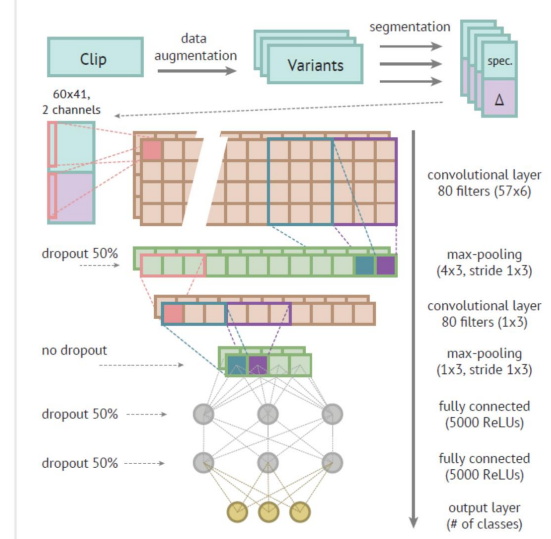 Clip
data
augmentation
Variants
segmentation
spec.
Δ
60x41,
2 channels
convolutional layer
80 filters (57x6)
dropout 50%
max-pooling
(4x3, stride 1x3)
convolutional layer
80 filters (1x3)
no dropout
max-pooling
(1x3, stride 1x3)
dropout 50%
fully connected
(5000 ReLUs)
dropout 50%
fully connected
(5000 ReLUs)
output layer
(# of classes)